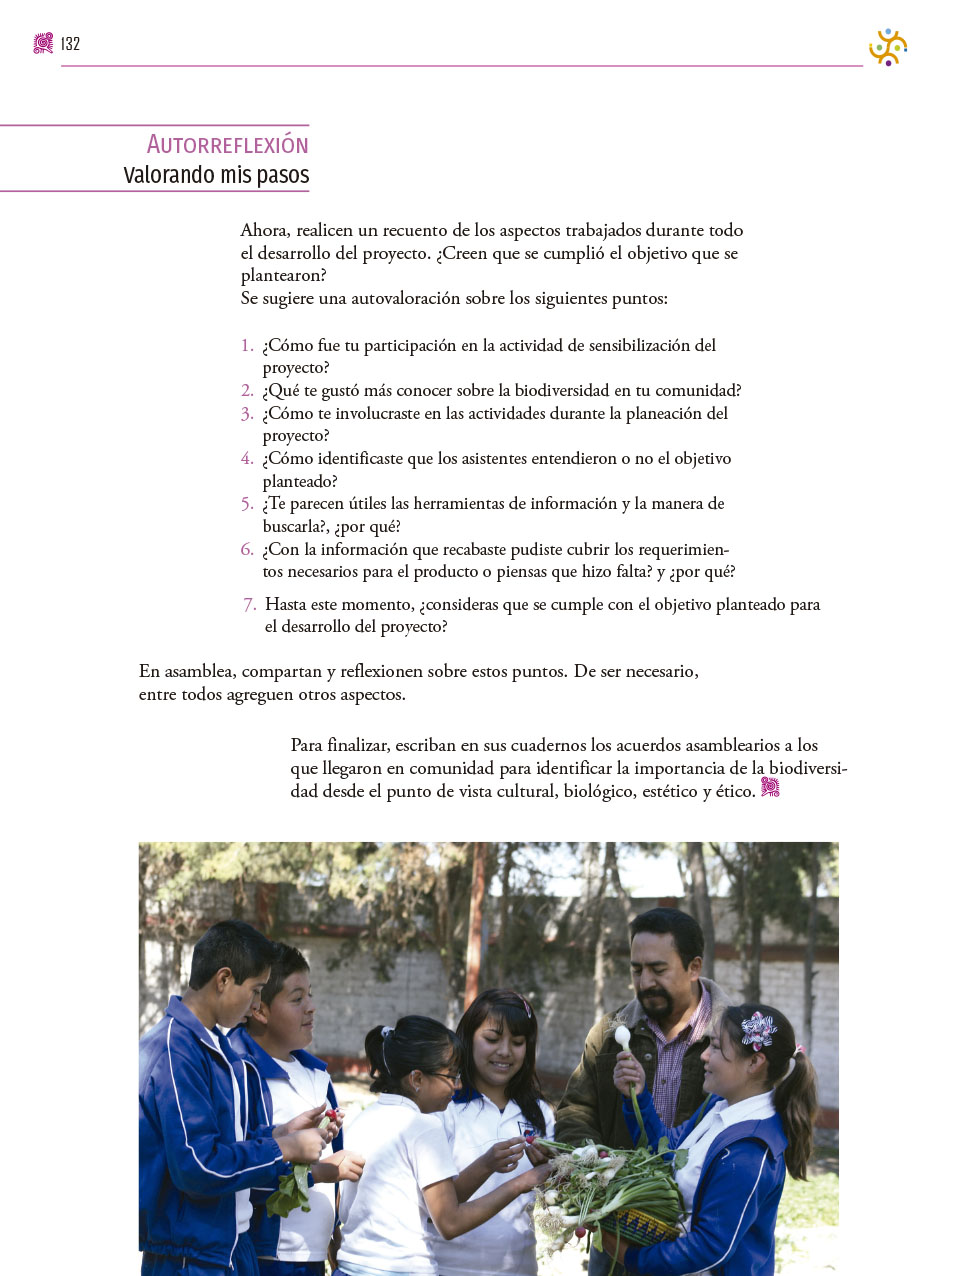 132
AUTORREFLEXIÓN
Valorando mis pasos
Ahora, realicen un recuento de los aspectos trabajados durante todo
el desarrollo del proyecto. ¿Creen que se cumplió el objetivo que se
plantearon?
Se sugiere una autovaloración sobre los siguientes puntos:
1. ¿Cómo fue tu participación en la actividad de sensibilización del
proyecto?
2. ¿Qué te gustó más conocer sobre la biodiversidad en tu comunidad?
3. ¿Cómo te involucraste en las actividades durante la planeación del
proyecto?
4. ¿Cómo identificaste que los asistentes entendieron o no el objetivo
planteado?
5. ¿Te parecen útiles las herramientas de información y la manera de
buscarla?, ¿por qué?
6. ¿Con la información que recabaste pudiste cubrir los requerimien-
tos necesarios para el producto o piensas que hizo falta? y ¿por qué?
7. Hasta este momento, ¿consideras que se cumple con el objetivo planteado para
el desarrollo del proyecto?
En asamblea, compartan y reflexionen sobre estos puntos. De ser necesario,
entre todos agreguen otros aspectos.
Para finalizar, escriban en sus cuadernos los acuerdos asamblearios a los
que llegaron en comunidad para identificar la importancia de la biodiversi-
dad desde el punto de vista cultural, biológico, estético y ético.